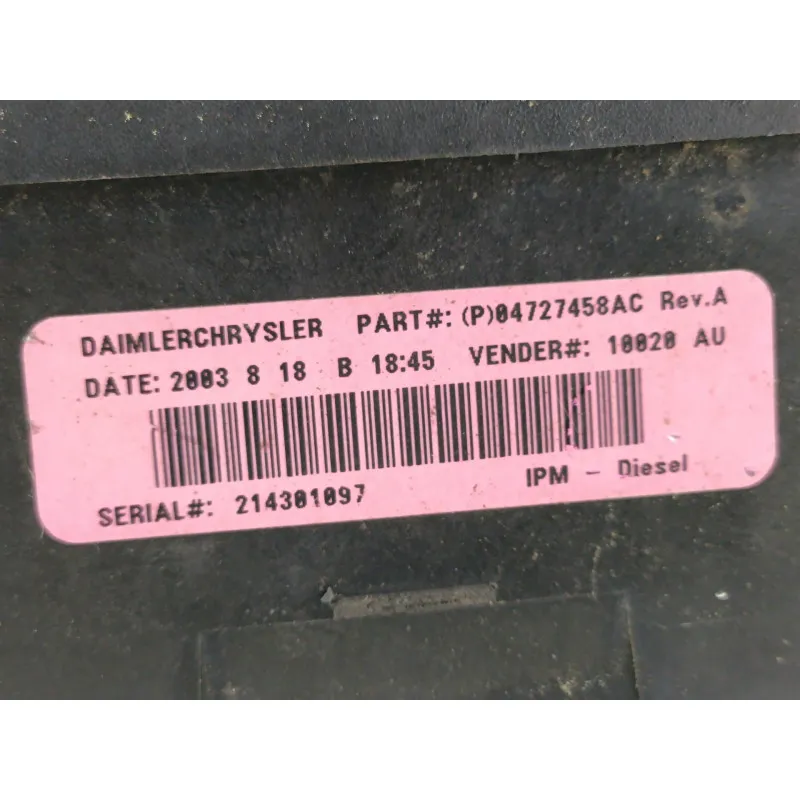 DAIMLERCHRYSLER PART#: (P)04727458AC Rev.A
DATE: 2003 8 18 B 18:45 VENDER#: 10020 AU
SERIAL#: 214301097 IPM - Diesel